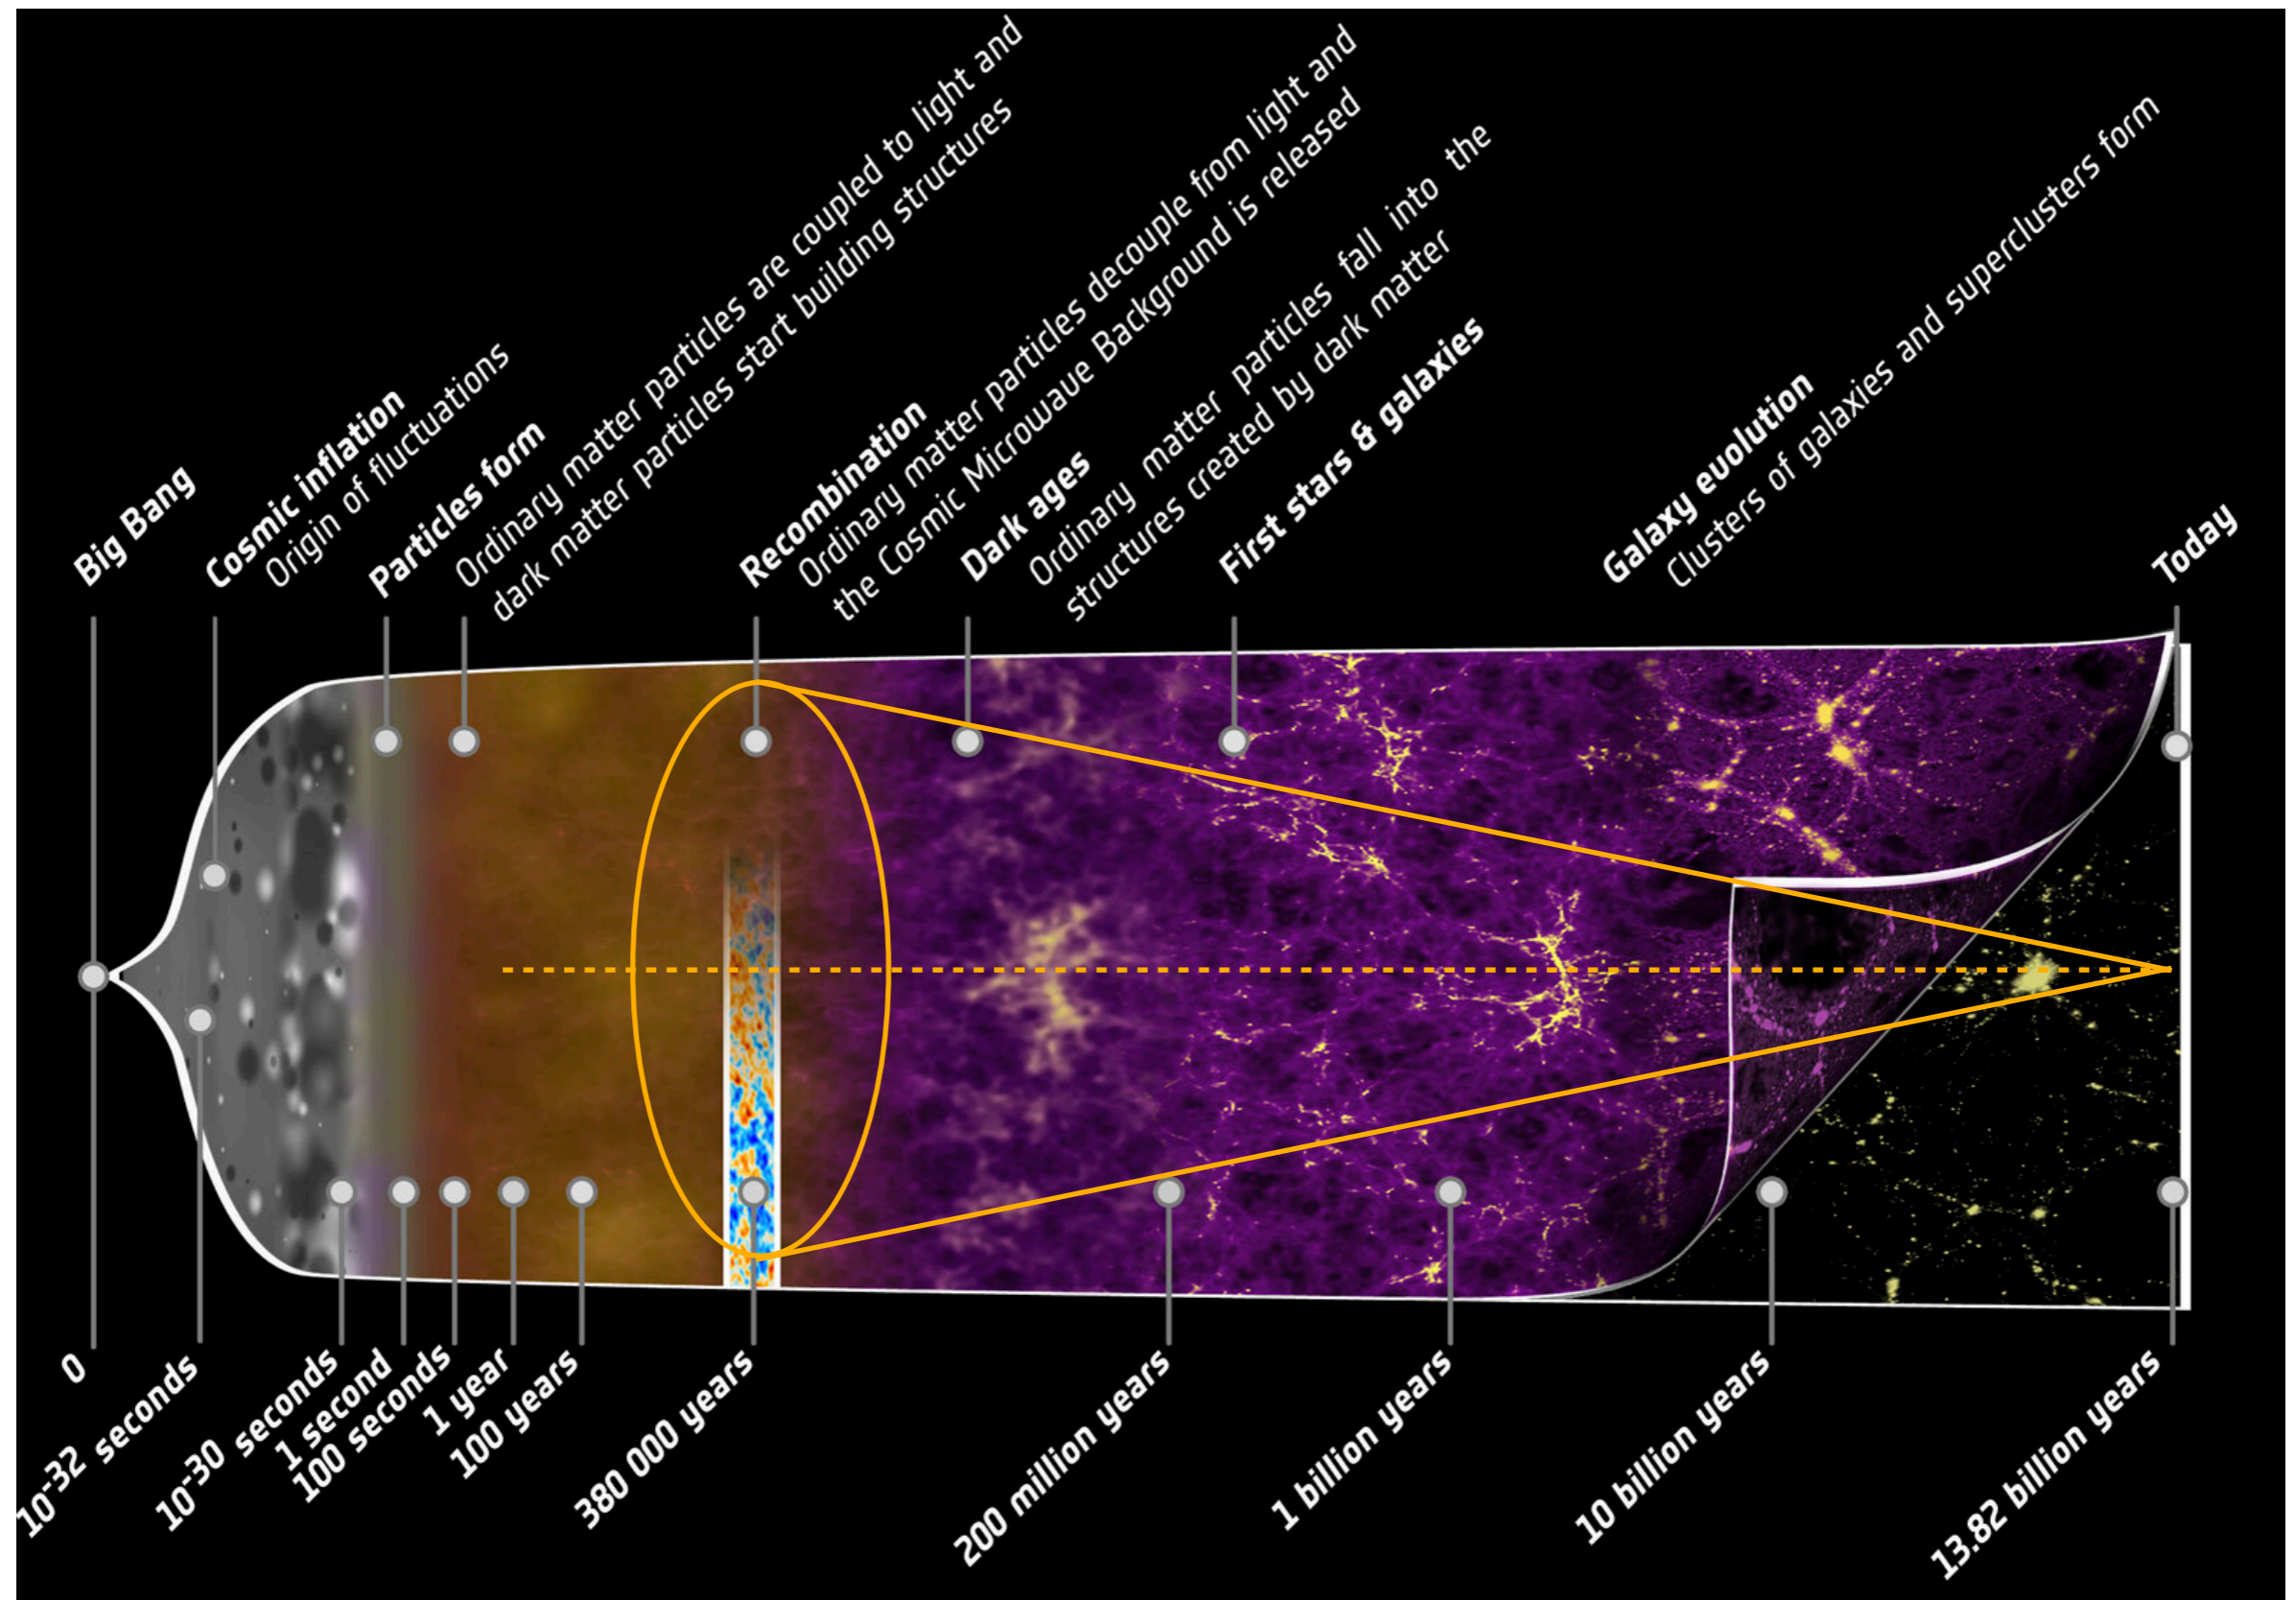 Big Bang
Cosmic inflation
Origin of fluctuations
Particles form
Ordinary matter particles are coupled to light and
dark matter particles start building structures
Recombination
Ordinary matter particles decouple from light and
the Cosmic Microwave Background is released
Dark ages
Ordinary matter particles fall into the
structures created by dark matter
First stars & galaxies
Galaxy evolution
Clusters of galaxies and superclusters form
Today
0
10-32 seconds
10-30 seconds
1 second
100 seconds
1 year
100 years
380 000 years
200 million years
1 billion years
10 billion years
13.82 billion years